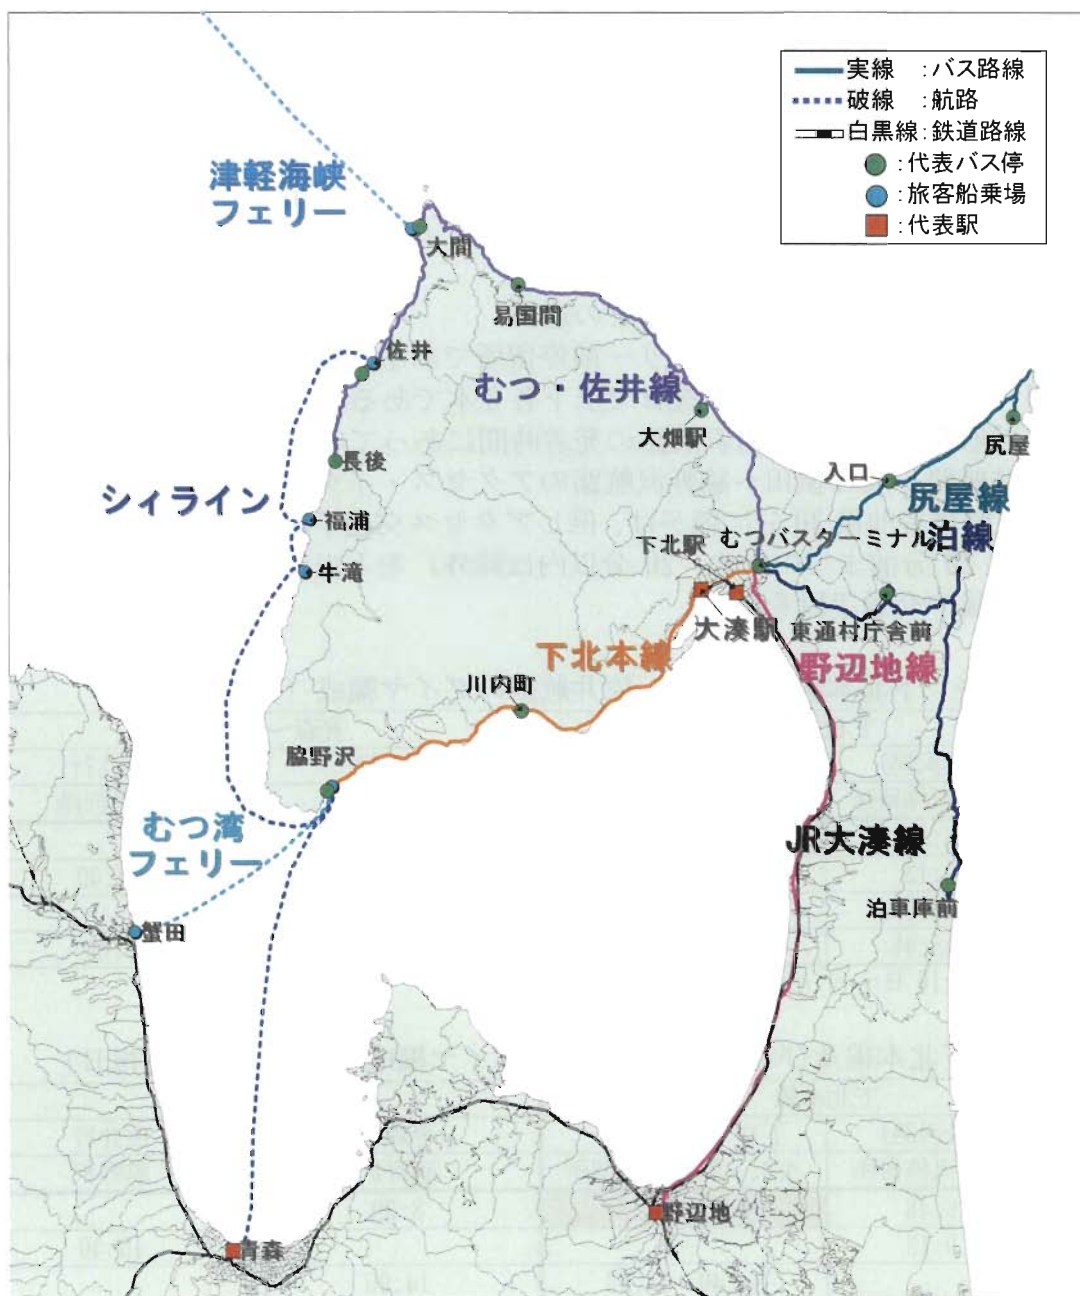 実線 :バス路線
破線 :航路
白黒線:鉄道路線
:代表バス停
:旅客船乗場
:代表駅
津軽海峡
フェリー
大間
易国間
佐井
むつ・佐井線
大畑駅
尻屋
長後
入口
シィライン
尻屋線
福浦
下北駅
むつバスターミナル
泊線
牛滝
大湊駅
東通村庁舎前
下北本線
野辺地線
川内町
脇野沢
むつ湾
フェリー
JR大湊線
泊車庫前
蟹田
野辺地
青森